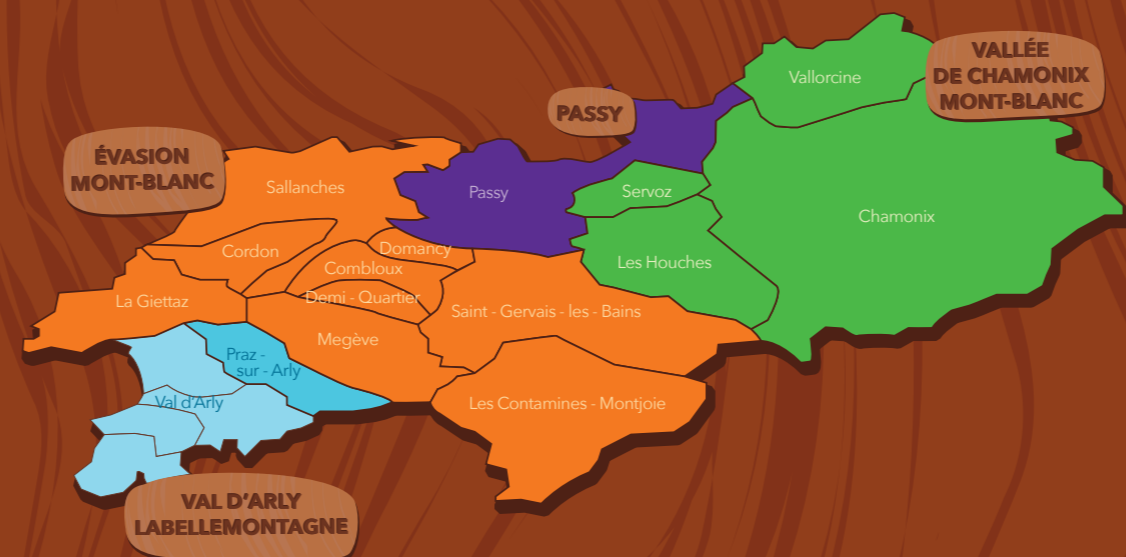 VALLÉE
DE CHAMONIX
MONT-BLANC
Vallorcine
PASSY
ÉVASION
MONT-BLANC
Sallanches
Passy
Servoz
Chamonix
Cordon
Domancy
Combloux
Les Houches
La Giettaz
Demi - Quartier
Saint - Gervais - les - Bains
Megève
Praz -
sur - Arly
Val d'Arly
Les Contamines - Montjoie
VAL D'ARLY
LABELLEMONTAGNE